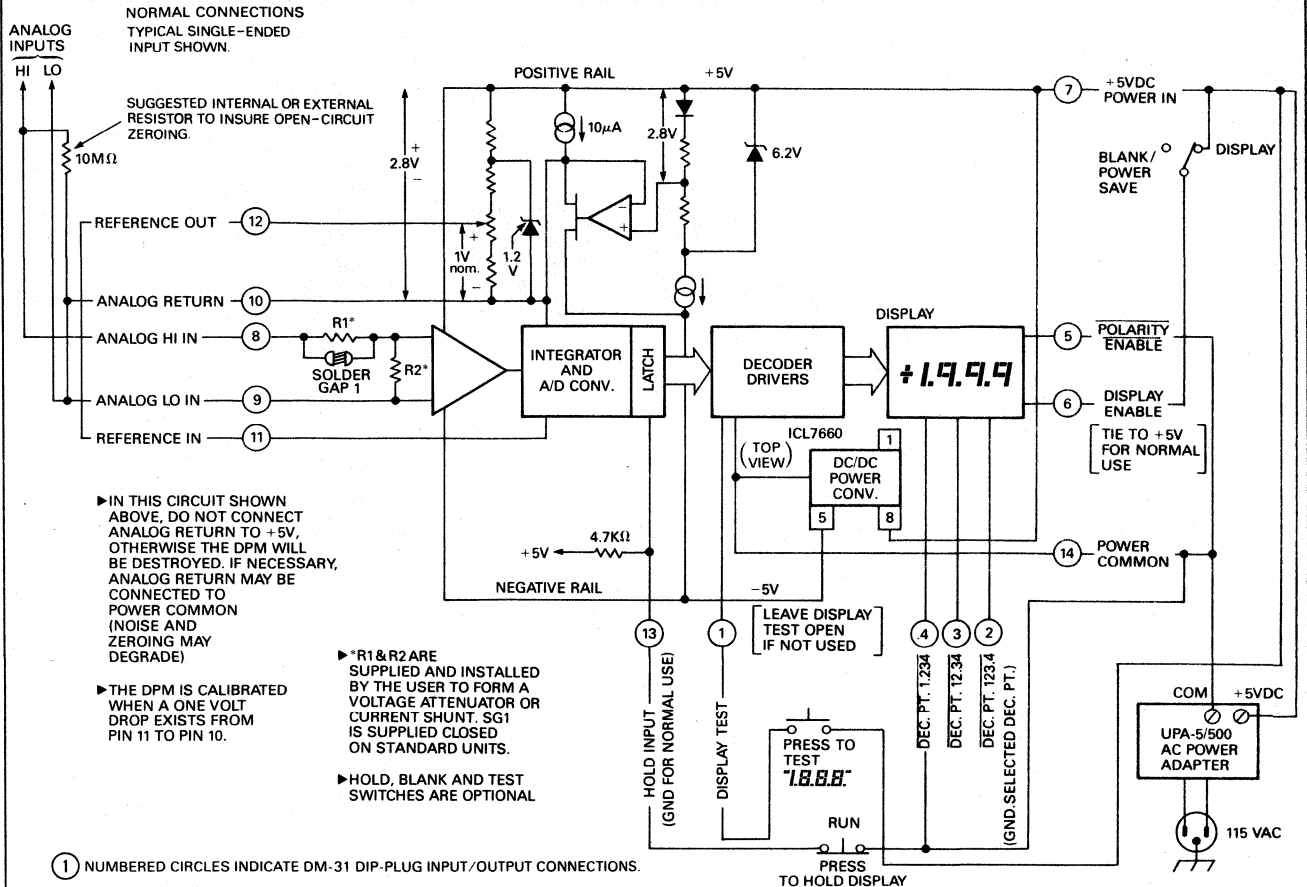 NORMAL CONNECTIONS
TYPICAL SINGLE-ENDED
INPUT SHOWN.
ANALOG
INPUTS
HI LO
SUGGESTED INTERNAL OR EXTERNAL
RESISTOR TO INSURE OPEN-CIRCUIT
ZEROING.
10MΩ
POSITIVE RAIL
+5V
+
2.8V
−
10μA
2.8V
6.2V
7
+5VDC
POWER IN
BLANK/
POWER
SAVE
DISPLAY
REFERENCE OUT
12
+
1V
nom.
−
1.2
V
−
+
ANALOG RETURN
10
ANALOG HI IN
8
R1*
SOLDER
GAP 1
R2*
ANALOG LO IN
9
REFERENCE IN
11
INTEGRATOR
AND
A/D CONV.
LATCH
DECODER
DRIVERS
DISPLAY
+1.9.9.9
5
POLARITY
ENABLE
6
DISPLAY
ENABLE
TIE TO +5V
FOR NORMAL
USE
(TOP
VIEW)
ICL7660
1
DC/DC
POWER
CONV.
5
8
14
POWER
COMMON
▶IN THIS CIRCUIT SHOWN
ABOVE, DO NOT CONNECT
ANALOG RETURN TO +5V,
OTHERWISE THE DPM WILL
BE DESTROYED. IF NECESSARY,
ANALOG RETURN MAY BE
CONNECTED TO
POWER COMMON
(NOISE AND
ZEROING MAY
DEGRADE)
▶THE DPM IS CALIBRATED
WHEN A ONE VOLT
DROP EXISTS FROM
PIN 11 TO PIN 10.
4.7KΩ
+5V
NEGATIVE RAIL
−5V
▶*R1&R2 ARE
SUPPLIED AND INSTALLED
BY THE USER TO FORM A
VOLTAGE ATTENUATOR OR
CURRENT SHUNT. SG1
IS SUPPLIED CLOSED
ON STANDARD UNITS.
▶HOLD, BLANK AND TEST
SWITCHES ARE OPTIONAL
13
HOLD INPUT
(GND FOR NORMAL USE)
1
DISPLAY TEST
[LEAVE DISPLAY
TEST OPEN
IF NOT USED]
4
DEC. PT. 1.234
3
DEC. PT. 12.34
2
DEC. PT. 123.4
(GND.SELECTED DEC. PT.)
PRESS TO
TEST
"1.8.8.8."
RUN
PRESS
TO HOLD DISPLAY
COM
+5VDC
UPA-5/500
AC POWER
ADAPTER
115 VAC
1 NUMBERED CIRCLES INDICATE DM-31 DIP-PLUG INPUT/OUTPUT CONNECTIONS.